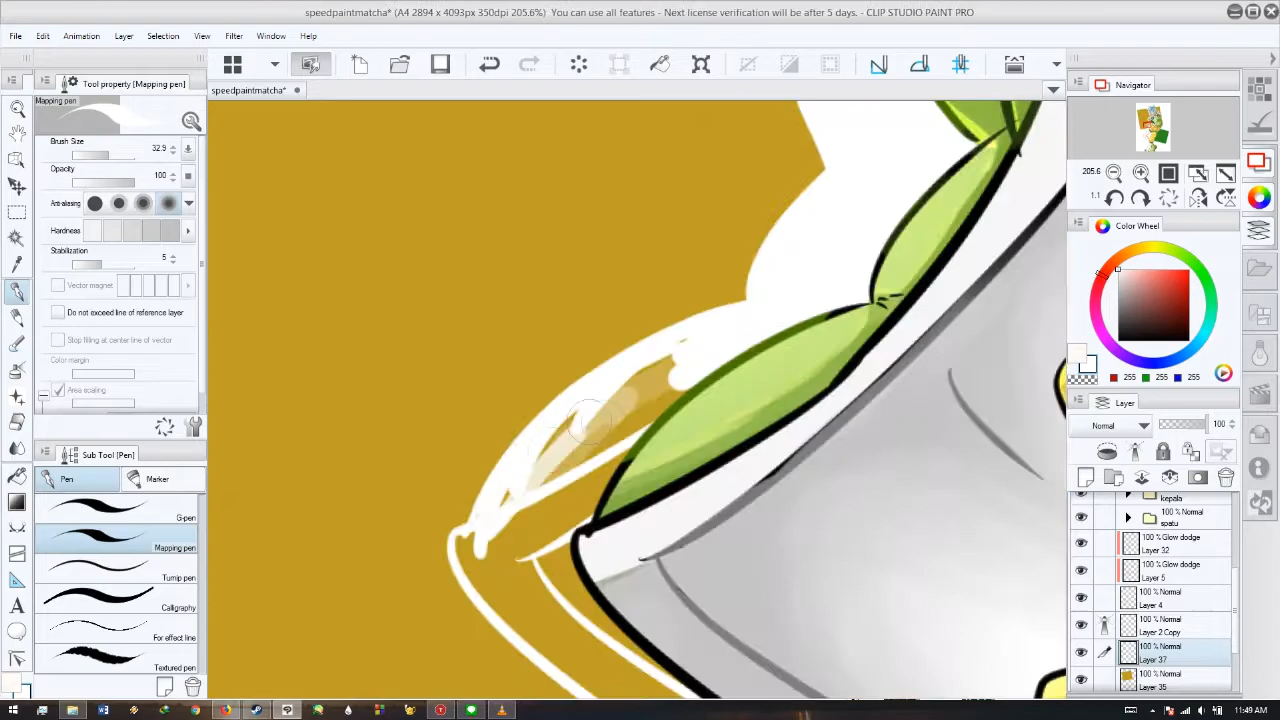 speedpaintmatcha* (A4 2894 x 4093px 350dpi 205.6%)  You can use all features - Next license verification will be after 5 days. - CLIP STUDIO PAINT PRO
File Edit Animation Layer Selection View Filter Window Help
Tool property [Mapping pen]
speedpaintmatcha*
Navigator
Mapping pen
Brush Size 32.9
Opacity 100
Anti-aliasing
Hardness
Stabilization 5
Vector magnet
Do not exceed line of reference layer
Stop filling at center line of vector
Color margin
Area scaling
Sub Tool [Pen]
Pen Marker
G-pen
Mapping pen
Turnip pen
Calligraphy
For effect line
Textured pen
205.6
1.1
Color Wheel
255 255 255
Layer
Normal 100
kepala
100 % Normal
spatu
100 %Glow dodge
Layer 32
100 %Glow dodge
Layer 5
100 % Normal
Layer 4
100 % Normal
Layer 2 Copy
100 % Normal
Layer 37
100 % Normal
Layer 35
11:49 AM